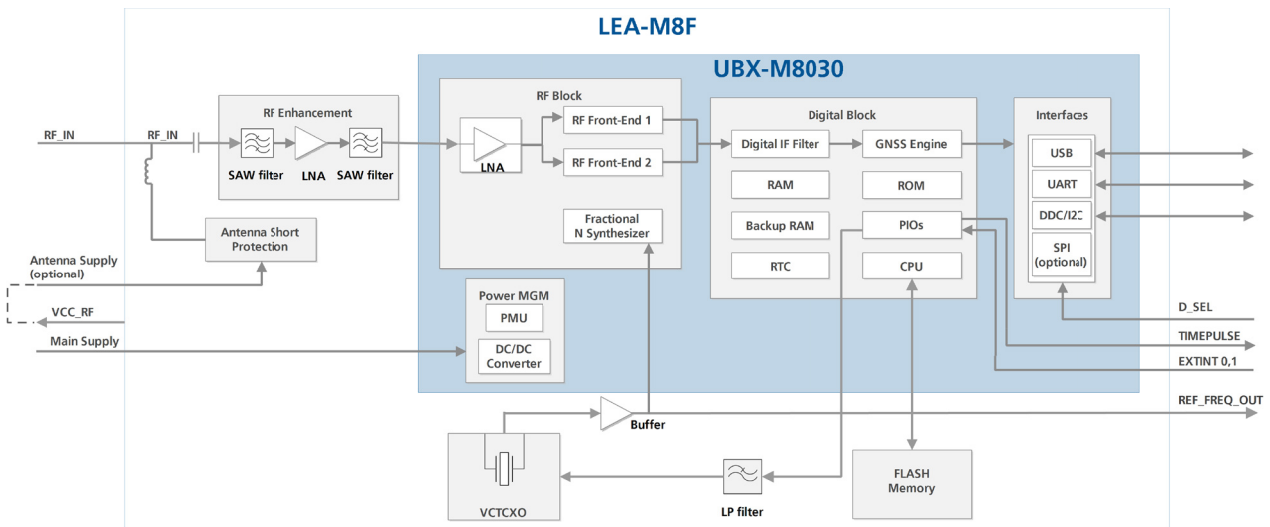 LEA-M8F
UBX-M8030
RF Enhancement
RF Block
Digital Block
Interfaces
RF_IN
RF_IN
SAW filter
LNA
SAW filter
LNA
RF Front-End 1
RF Front-End 2
Fractional
N Synthesizer
Digital IF Filter
GNSS Engine
RAM
ROM
Backup RAM
PIOs
RTC
CPU
USB
UART
DDC/I2C
SPI
(optional)
Antenna Short
Protection
Antenna Supply
(optional)
VCC_RF
Main Supply
Power MGM
PMU
DC/DC
Converter
D_SEL
TIMEPULSE
EXTINT 0,1
REF_FREQ_OUT
Buffer
VCTCXO
LP filter
FLASH
Memory